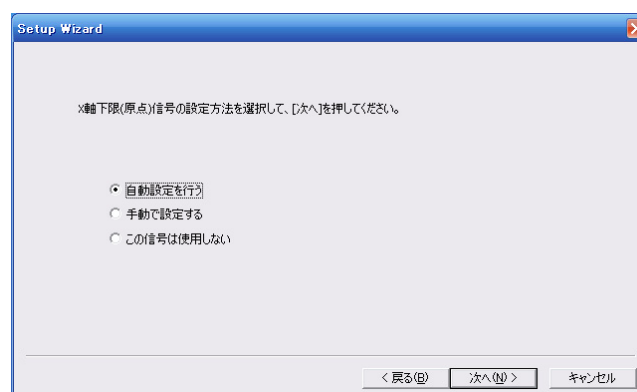 Setup Wizard
X軸下限(原点)信号の設定方法を選択して、[次へ]を押してください。
自動設定を行う
手動で設定する
この信号は使用しない
< 戻る(B)
次へ(N) >
キャンセル